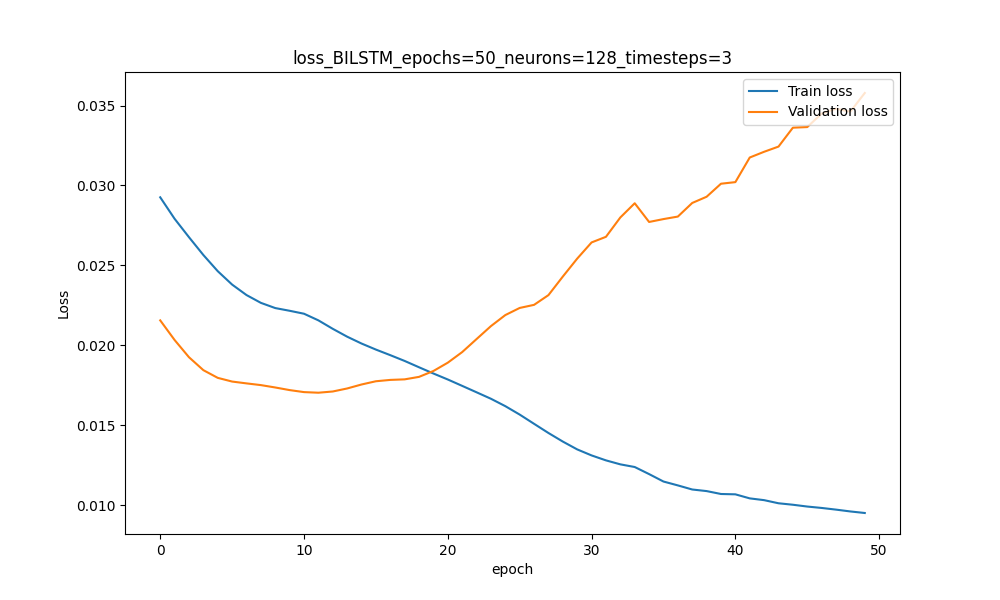 loss_BILSTM_epochs=50_neurons=128_timesteps=3
Train loss
Validation loss
0.035
0.030
0.025
0.020
0.015
0.010
Loss
0 10 20 30 40 50
epoch